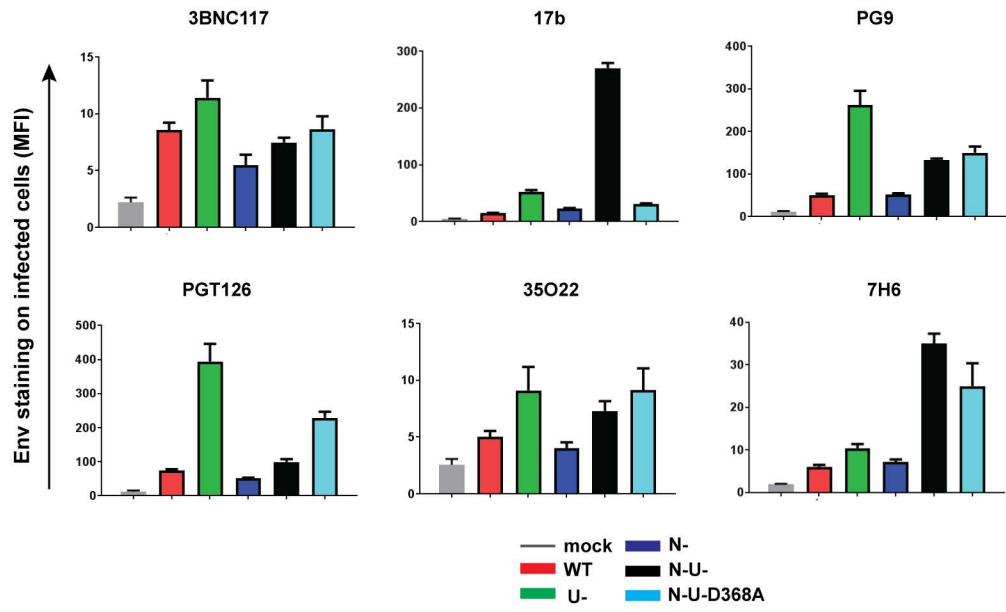 3BNC117
17b
PG9
Env staining on infected cells (MFI)
15
10
5
0
300
200
100
0
400
300
200
100
0
PGT126
35O22
7H6
500
400
300
200
100
0
15
10
5
0
40
30
20
10
0
mock
N-
WT
N-U-
U-
N-U-D368A